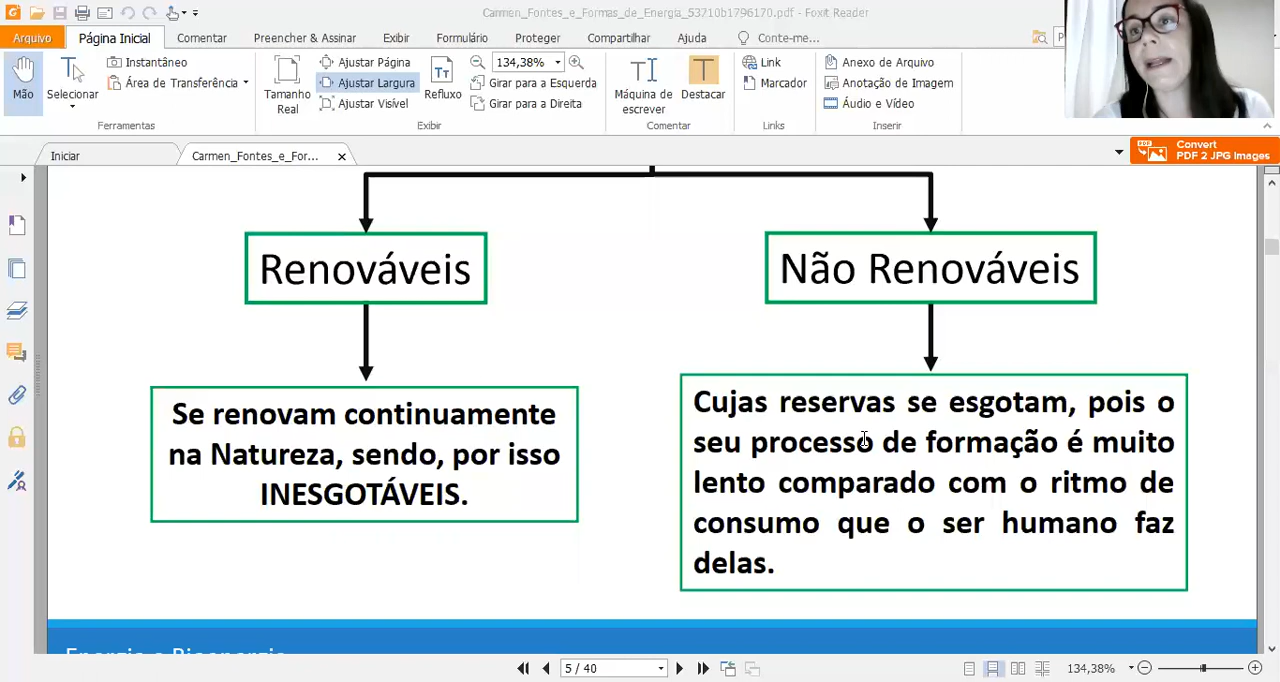 Carmen_Fontes_e_Formas_de_Energia_53710b1796170.pdf - Foxit Reader
Arquivo Página Inicial Comentar Preencher & Assinar Exibir Formulário Proteger Compartilhar Ajuda Conte-me...
Mão
Selecionar
Instantâneo
Área de Transferência
Ferramentas
Tamanho
Real
Ajustar Página
Ajustar Largura
Ajustar Visível
Refluxo
134,38%
Girar para a Esquerda
Girar para a Direita
Exibir
Máquina de
escrever
Destacar
Comentar
Link
Marcador
Links
Anexo de Arquivo
Anotação de Imagem
Áudio e Vídeo
Inserir
Iniciar
Carmen_Fontes_e_For...
Convert
PDF 2 JPG Images
Renováveis
Não Renováveis
Se renovam continuamente
na Natureza, sendo, por isso
INESGOTÁVEIS.
Cujas reservas se esgotam, pois o
seu processo de formação é muito
lento comparado com o ritmo de
consumo que o ser humano faz
delas.
Energia e Bioenergia
5 / 40
134,38%